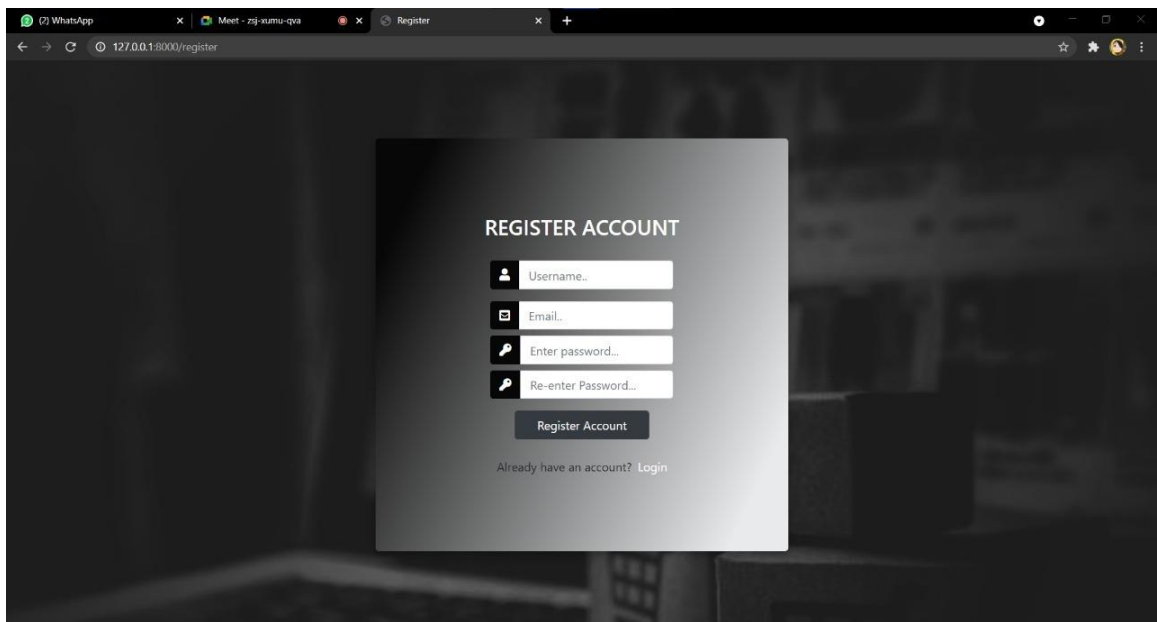 (2) WhatsApp
Meet - zsj-xumu-qva
Register
127.0.0.1:8000/register
REGISTER ACCOUNT
Username..
Email..
Enter password...
Re-enter Password...
Register Account
Already have an account? Login